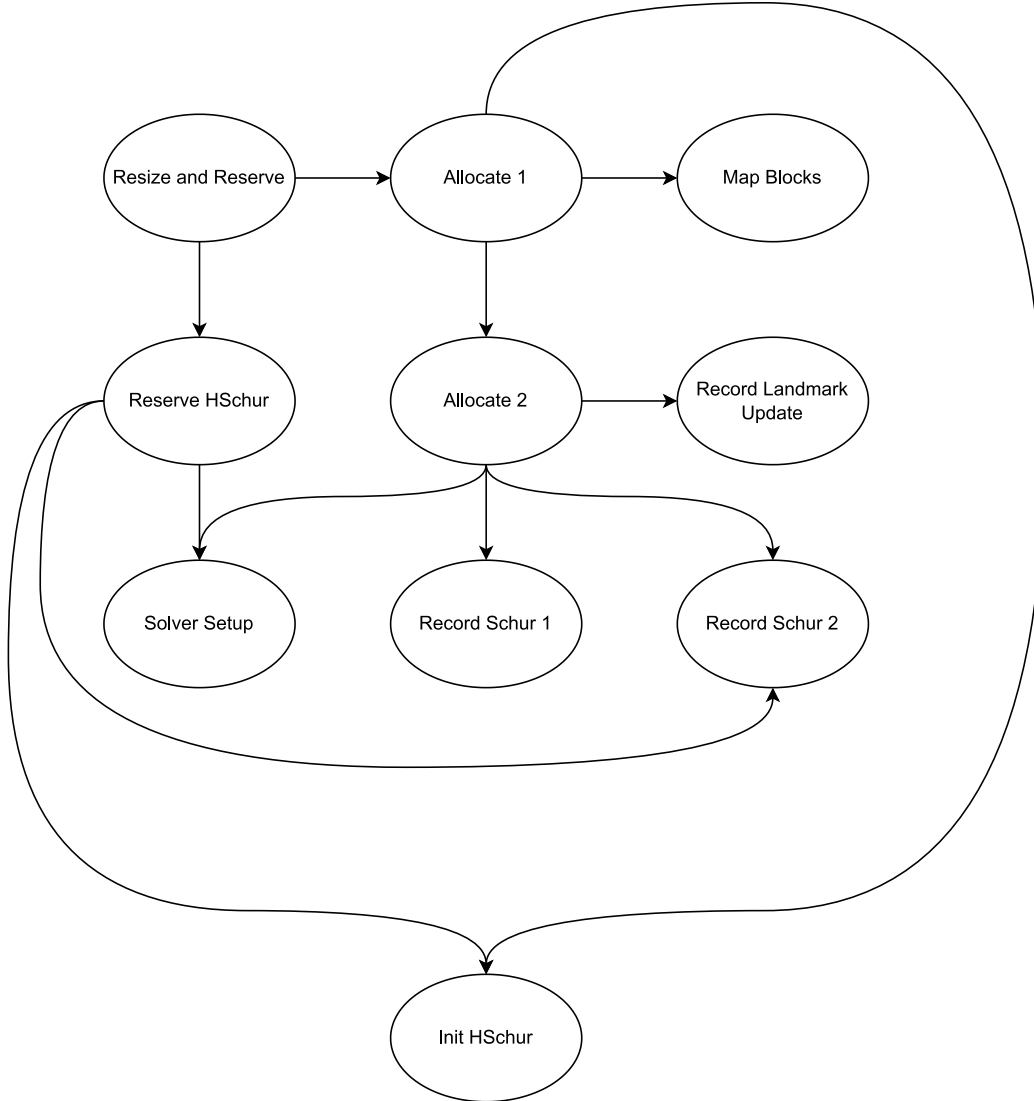 Resize and Reserve
Allocate 1
Map Blocks
Reserve HSchur
Allocate 2
Record Landmark
Update
Solver Setup
Record Schur 1
Record Schur 2
Init HSchur